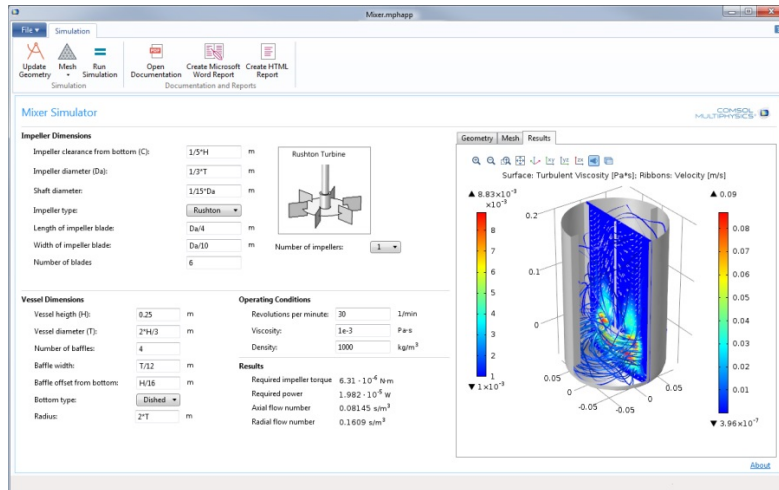 Mixer.mphapp
File
Simulation
Update Geometry
Mesh
Run Simulation
Simulation
Open Documentation
Create Microsoft Word Report
Create HTML Report
Documentation and Reports
Mixer Simulator
COMSOL MULTIPHYSICS
Impeller Dimensions
Impeller clearance from bottom (C): 1/5*H m
Impeller diameter (Da): 1/3*T m
Shaft diameter: 1/15*Da m
Impeller type: Rushton
Length of impeller blade: Da/4 m
Width of impeller blade: Da/10 m
Number of blades 6
Rushton Turbine
Number of impellers: 1
Vessel Dimensions
Vessel heigth (H): 0.25 m
Vessel diameter (T): 2*H/3 m
Number of baffles: 4
Baffle width: T/12 m
Baffle offset from bottom: H/16 m
Bottom type: Dished
Radius: 2*T m
Operating Conditions
Revolutions per minute: 30 1/min
Viscosity: 1e-3 Pa·s
Density: 1000 kg/m³
Results
Required impeller torque 6.31·10⁻⁶ N·m
Required power 1.982·10⁻⁵ W
Axial flow number 0.08145 s/m³
Radial flow number 0.1609 s/m³
Geometry Mesh Results
xy yz zx
Surface: Turbulent Viscosity [Pa*s]; Ribbons: Velocity [m/s]
▲ 8.83×10⁻³
×10⁻³
8
7
6
5
4
3
2
1
▼ 1×10⁻³
0.2
0.1
0
0.05
0
-0.05
-0.05
0
0.05
▲ 0.09
0.08
0.07
0.06
0.05
0.04
0.03
0.02
0.01
▼ 3.96×10⁻⁷
About